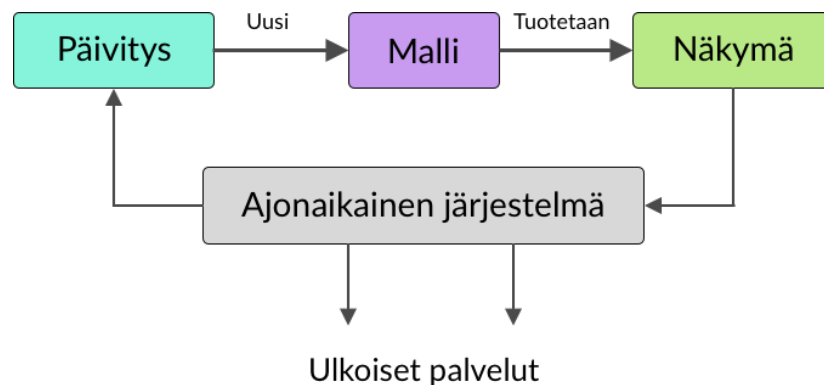 Päivitys
Uusi
Malli
Tuotetaan
Näkymä
Ajonaikainen järjestelmä
Ulkoiset palvelut